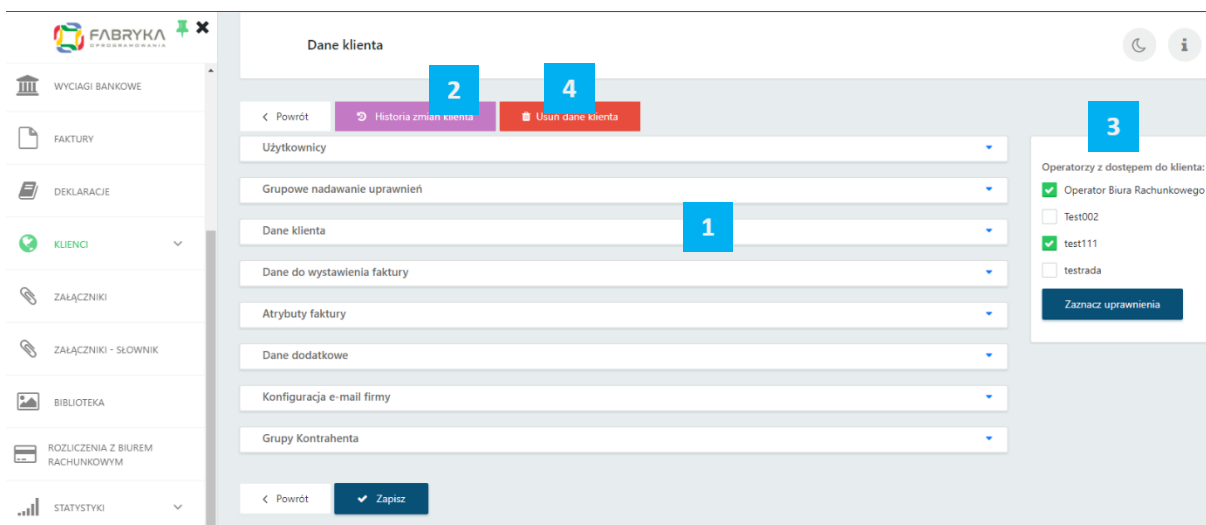 FABRYKA
OPROGRAMOWANIA
WYCIAGI BANKOWE
FAKTURY
DEKLARACJE
KLIENCI
ZAŁĄCZNIKI
ZAŁĄCZNIKI - SŁOWNIK
BIBLIOTEKA
ROZLICZENIA Z BIUREM
RACHUNKOWYM
STATYSTYKI
Dane klienta
2
4
Powrót
Historia zmian klienta
Usuń dane klienta
Użytkownicy
Grupowe nadawanie uprawnień
Dane klienta
1
Dane do wystawienia faktury
Atrybuty faktury
Dane dodatkowe
Konfiguracja e-mail firmy
Grupy Kontrahenta
Powrót
Zapisz
3
Operatorzy z dostępem do klienta:
Operator Biura Rachunkowego
Test002
test111
testrada
Zaznacz uprawnienia